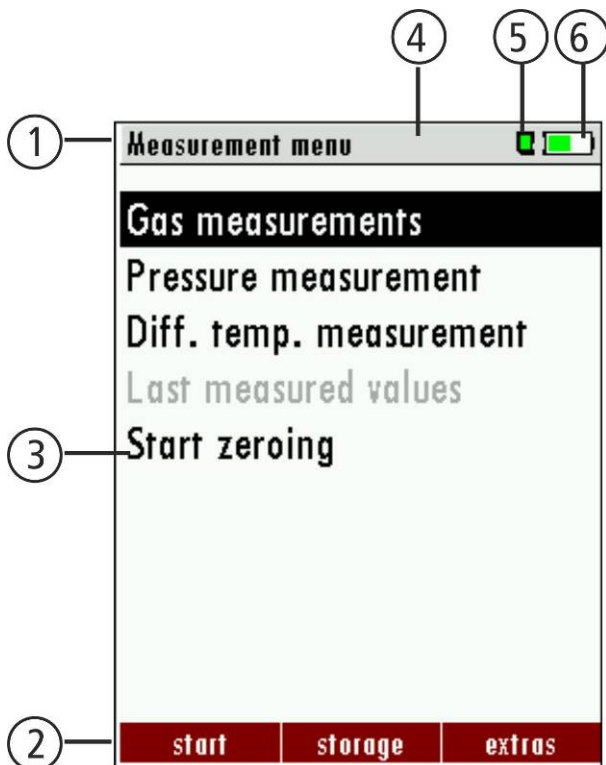 4 5 6
1 Measurement menu
Gas measurements
Pressure measurement
Diff. temp. measurement
Last measured values
3 Start zeroing
2 start storage extras